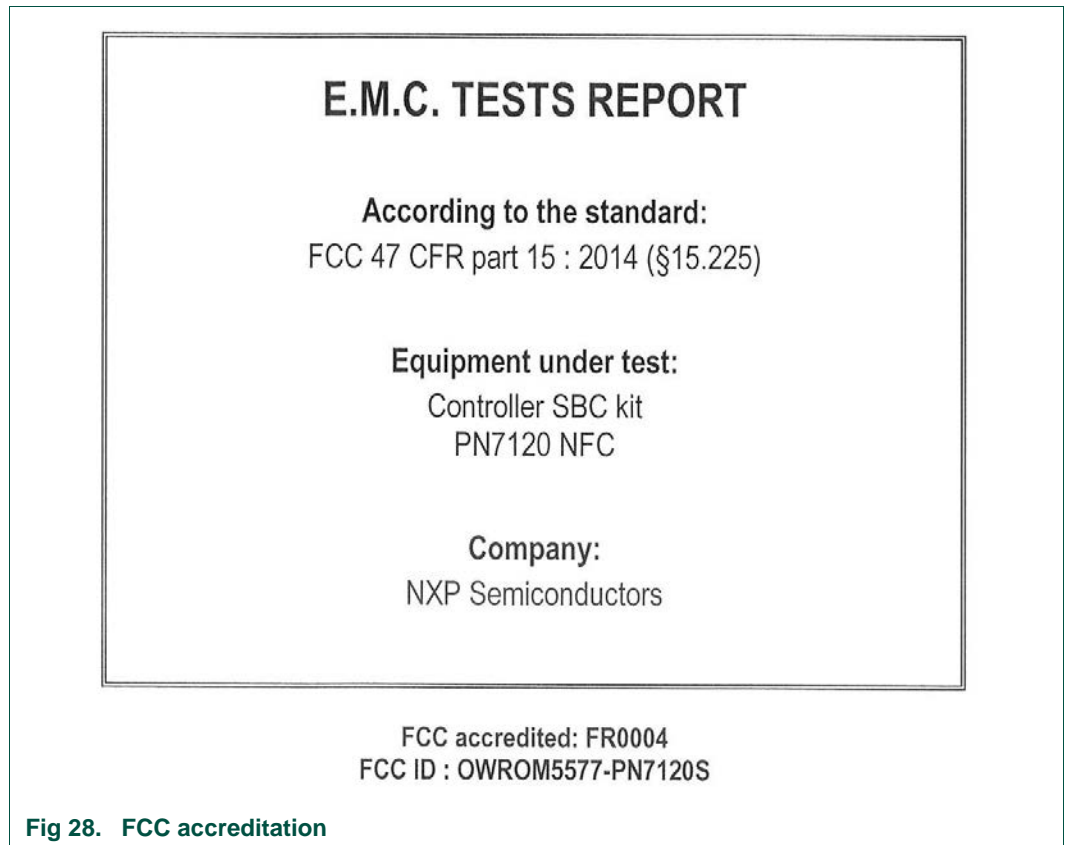 E.M.C. TESTS REPORT
According to the standard:
FCC 47 CFR part 15 : 2014 (§15.225)
Equipment under test:
Controller SBC kit
PN7120 NFC
Company:
NXP Semiconductors
FCC accredited: FR0004
FCC ID : OWROM5577-PN7120S
Fig 28. FCC accreditation